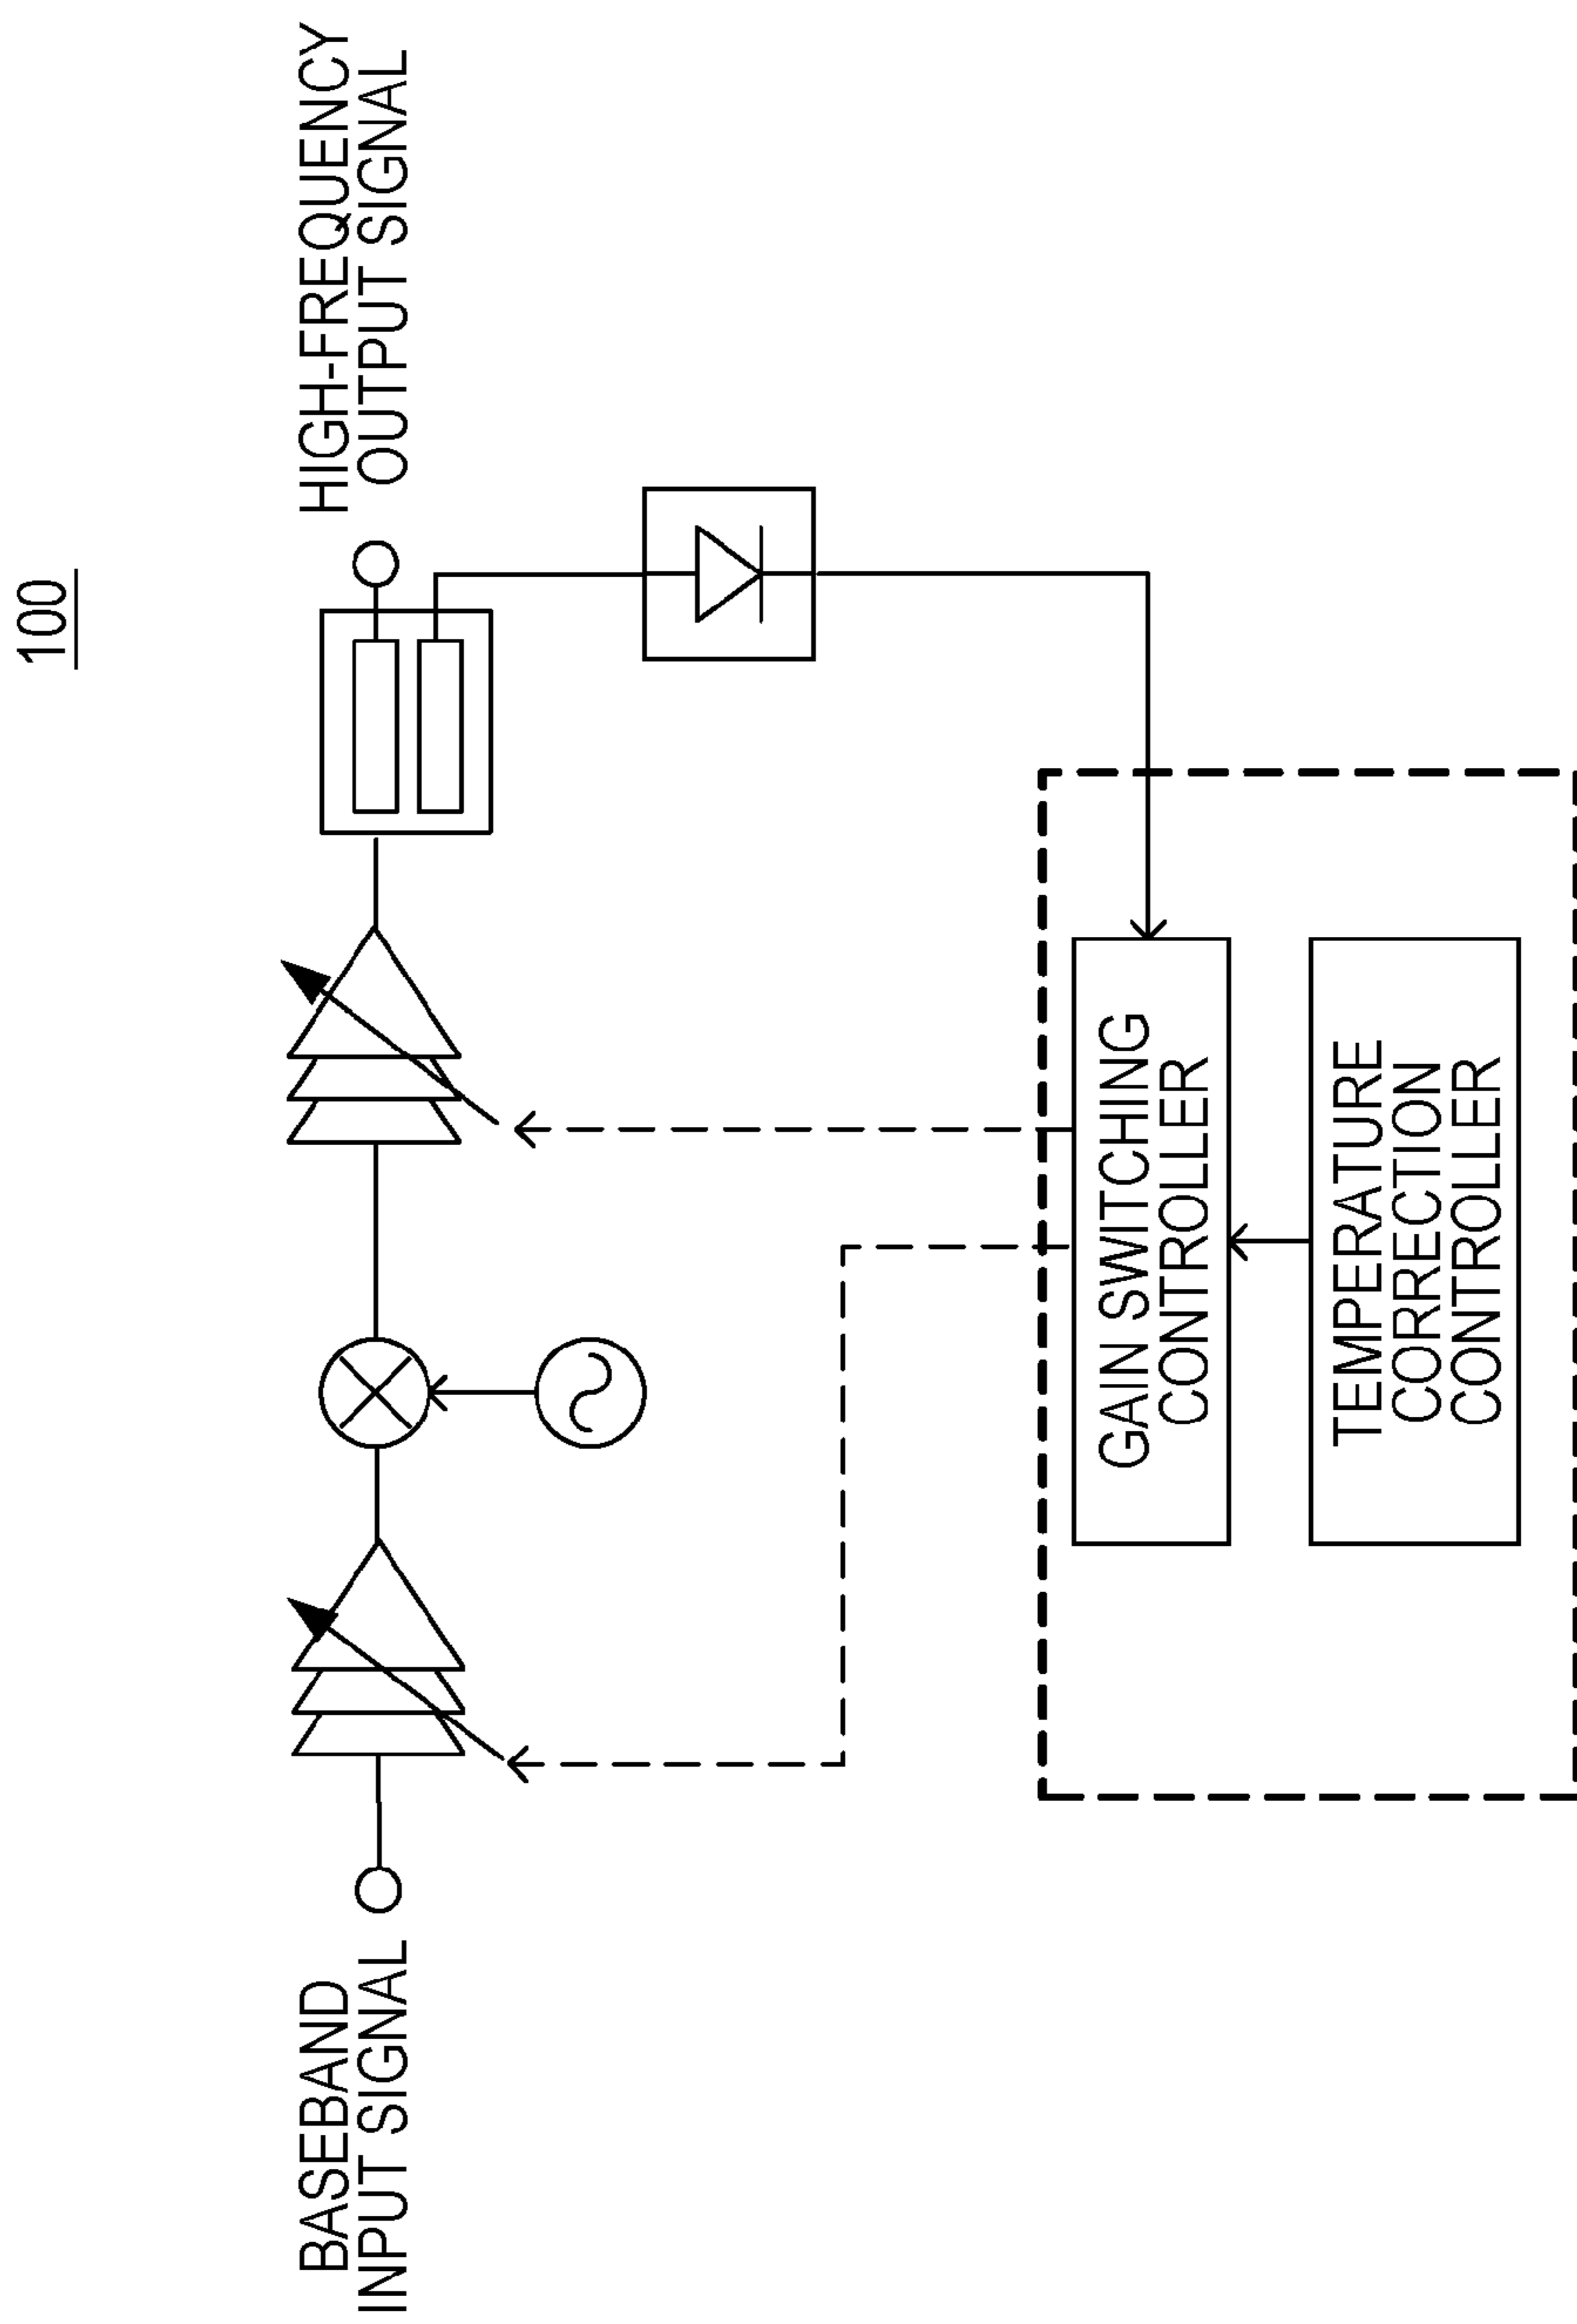 100
BASEBAND
INPUT SIGNAL
HIGH-FREQUENCY
OUTPUT SIGNAL
GAIN SWITCHING
CONTROLLER
TEMPERATURE
CORRECTION
CONTROLLER